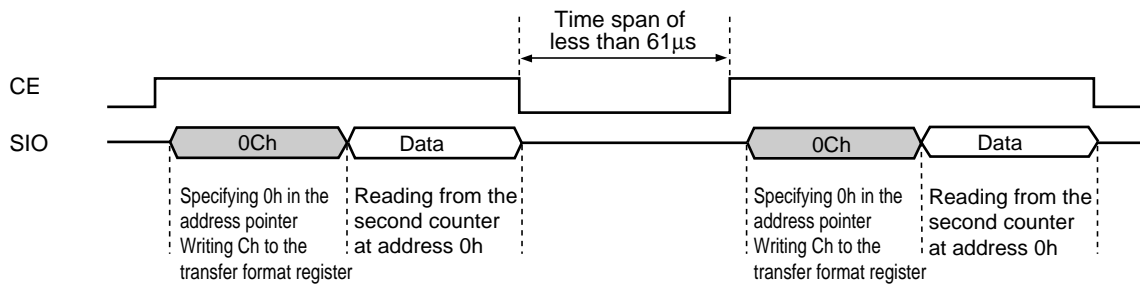 Time span of
less than 61μs
CE
SIO
0Ch
Data
0Ch
Data
Specifying 0h in the
address pointer
Writing Ch to the
transfer format register
Reading from the
second counter
at address 0h
Specifying 0h in the
address pointer
Writing Ch to the
transfer format register
Reading from the
second counter
at address 0h